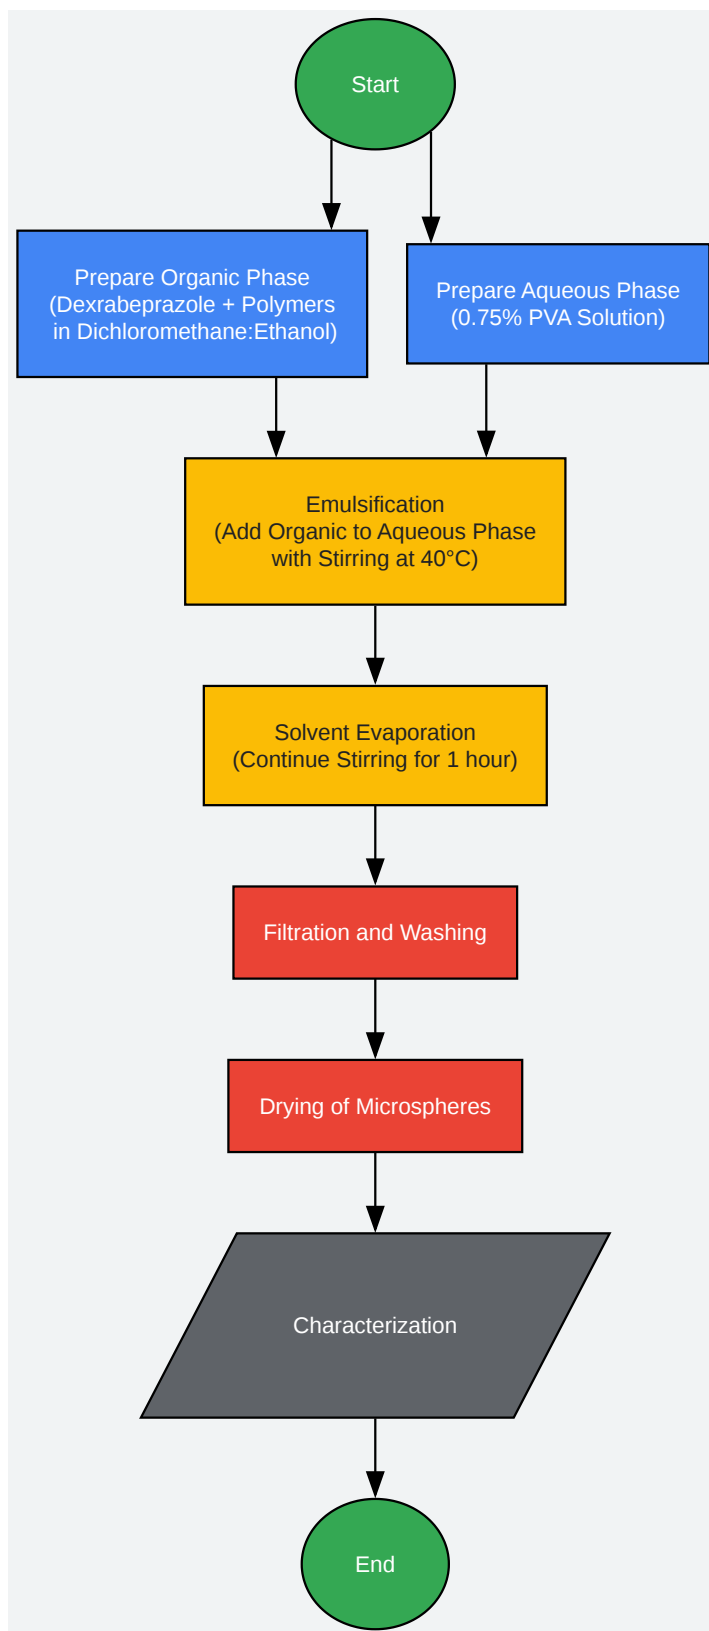 Start
Prepare Organic Phase
(Dexrabeprazole + Polymers
in Dichloromethane:Ethanol)
Prepare Aqueous Phase
(0.75% PVA Solution)
Emulsification
(Add Organic to Aqueous Phase
with Stirring at 40°C)
Solvent Evaporation
(Continue Stirring for 1 hour)
Filtration and Washing
Drying of Microspheres
Characterization
End